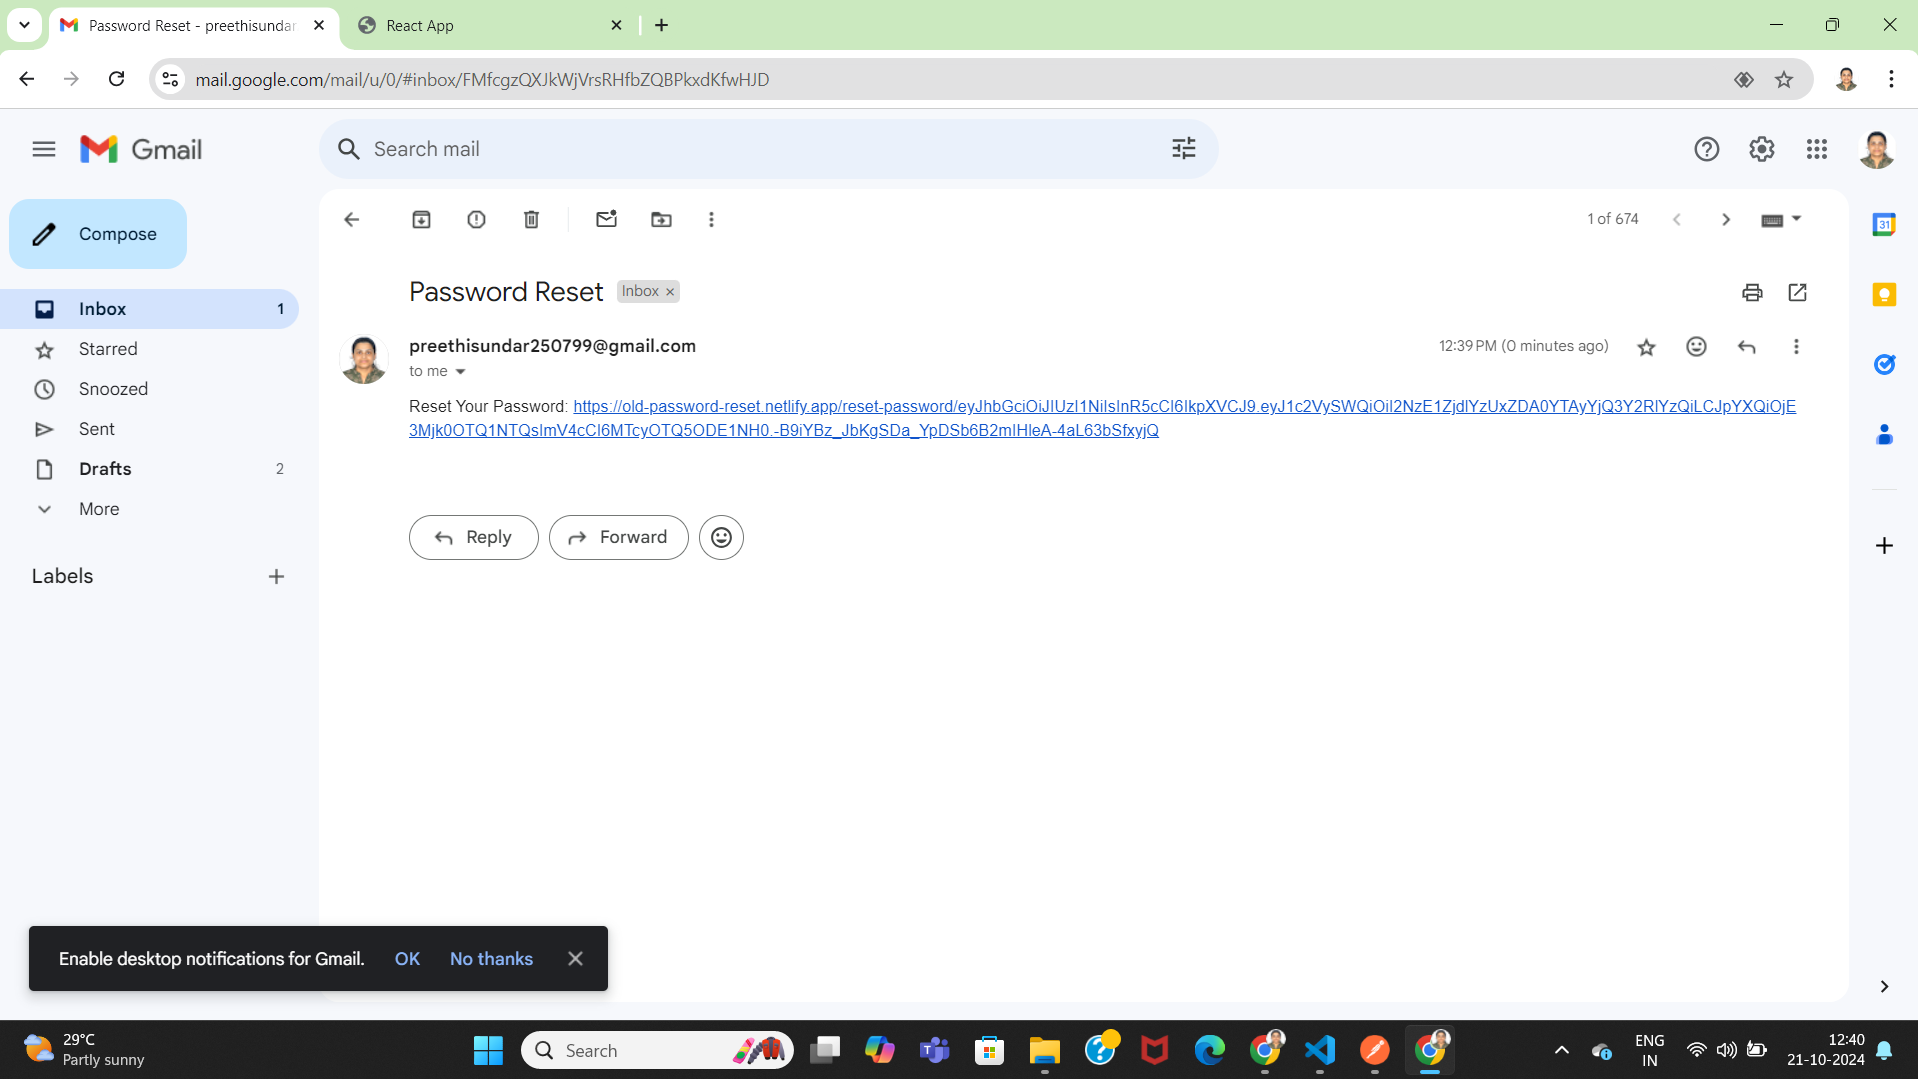 Password Reset - preethisundar
React App
mail.google.com/mail/u/0/#inbox/FMfcgzQXJkWjVrsRHfbZQBPkxdKfwHJD
Gmail
Search mail
Compose
1 of 674
Password Reset
Inbox ×
Inbox 1
Starred
Snoozed
Sent
Drafts 2
More
Labels
preethisundar250799@gmail.com
12:39 PM (0 minutes ago)
to me
Reset Your Password: https://old-password-reset.netlify.app/reset-password/eyJhbGciOiJIUzI1NiIsInR5cCI6IkpXVCJ9.eyJ1c2VySWQiOiI2NzE1ZjdlYzUxZDA0YTAyYjQ3Y2RlYzQiLCJpYXQiOjE
3Mjk0OTQ1NTQsImV4cCI6MTcyOTQ5ODE1NH0.-B9iYBz_JbKgSDa_YpDSb6B2mIHleA-4aL63bSfxyjQ
Reply
Forward
31
Enable desktop notifications for Gmail.
OK
No thanks
29°C
Partly sunny
Search
ENG
IN
12:40
21-10-2024